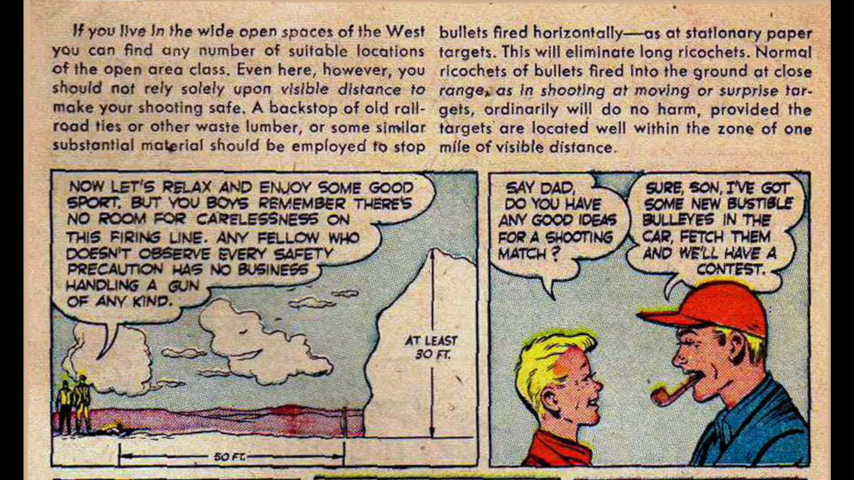 If you live in the wide open spaces of the West
you can find any number of suitable locations
of the open area class. Even here, however, you
should not rely solely upon visible distance to
make your shooting safe. A backstop of old rail-
road ties or other waste lumber, or some similar
substantial material should be employed to stop
bullets fired horizontally—as at stationary paper
targets. This will eliminate long ricochets. Normal
ricochets of bullets fired into the ground at close
range, as in shooting at moving or surprise tar-
gets, ordinarily will do no harm, provided the
targets are located well within the zone of one
mile of visible distance.
NOW LET'S RELAX AND ENJOY SOME GOOD
SPORT. BUT YOU BOYS REMEMBER THERE'S
NO ROOM FOR CARELESSNESS ON
THIS FIRING LINE. ANY FELLOW WHO
DOESN'T OBSERVE EVERY SAFETY
PRECAUTION HAS NO BUSINESS
HANDLING A GUN
OF ANY KIND.
AT LEAST
30 FT.
50 FT.
SAY DAD,
DO YOU HAVE
ANY GOOD IDEAS
FOR A SHOOTING
MATCH?
SURE, SON, I'VE GOT
SOME NEW BUSTIBLE
BULLEYES IN THE
CAR, FETCH THEM
AND WE'LL HAVE A
CONTEST.